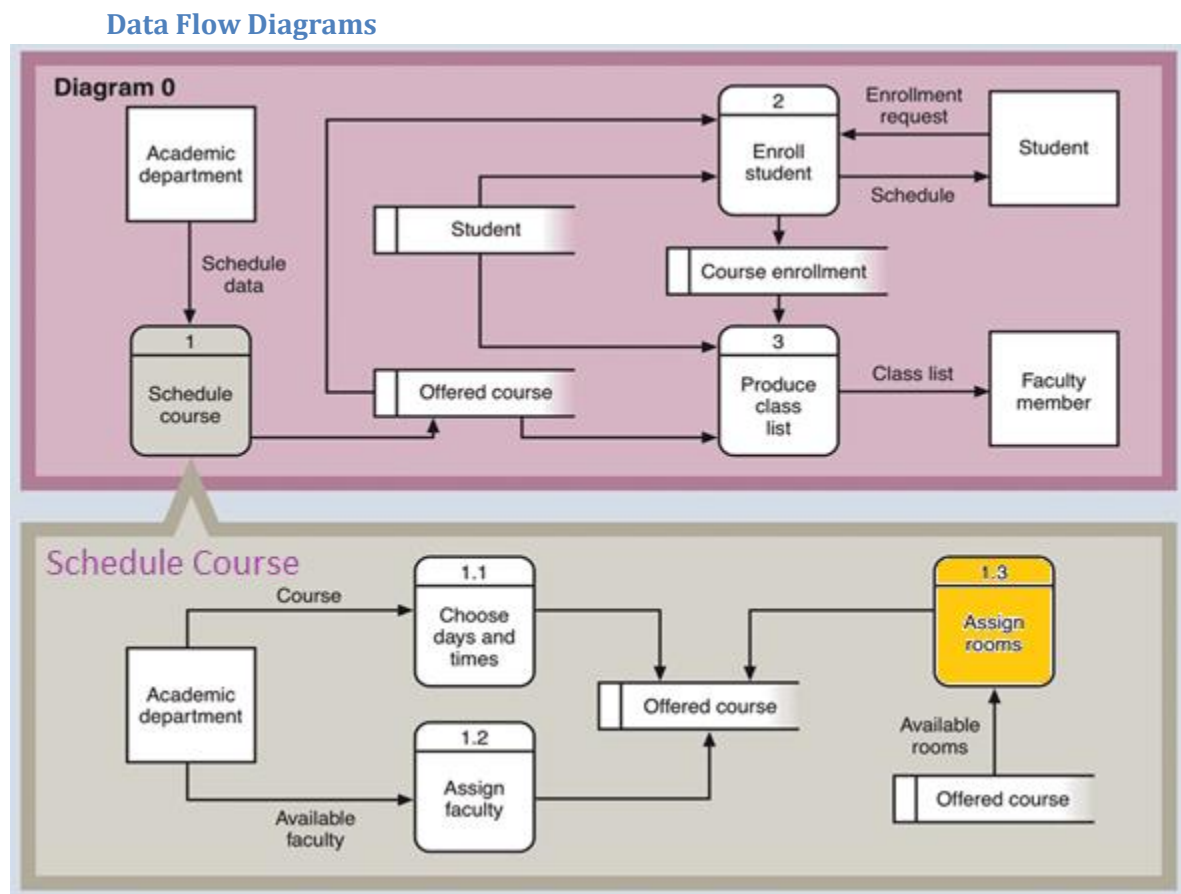 Data Flow Diagrams
Diagram 0
Academic
department
Schedule
data
1
Schedule
course
Student
Offered course
2
Enroll
student
Enrollment
request
Schedule
Student
Course enrollment
3
Produce
class
list
Class list
Faculty
member
Schedule Course
Academic
department
Course
1.1
Choose
days and
times
Available
faculty
1.2
Assign
faculty
Offered course
1.3
Assign
rooms
Available
rooms
Offered course